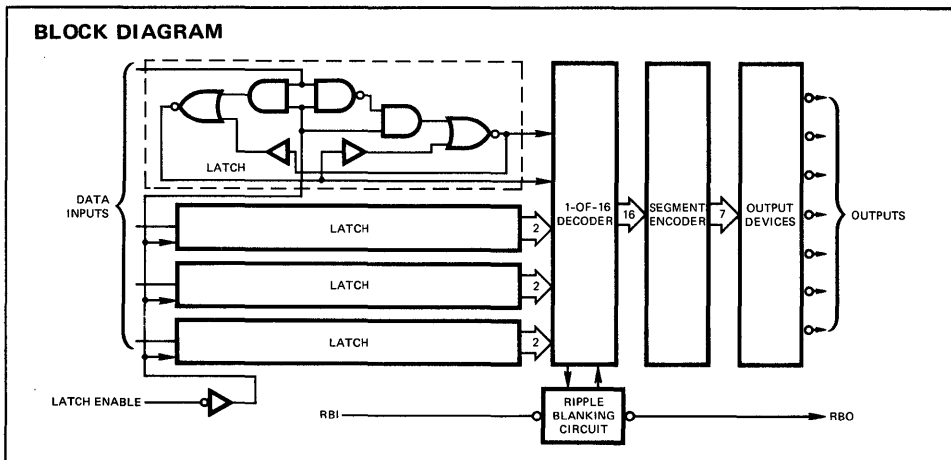 BLOCK DIAGRAM
LATCH
DATA
INPUTS
LATCH
2
LATCH
2
LATCH
2
1-OF-16
DECODER
16
SEGMENT
ENCODER
7
OUTPUT
DEVICES
OUTPUTS
LATCH ENABLE
RBI
RIPPLE
BLANKING
CIRCUIT
RBO